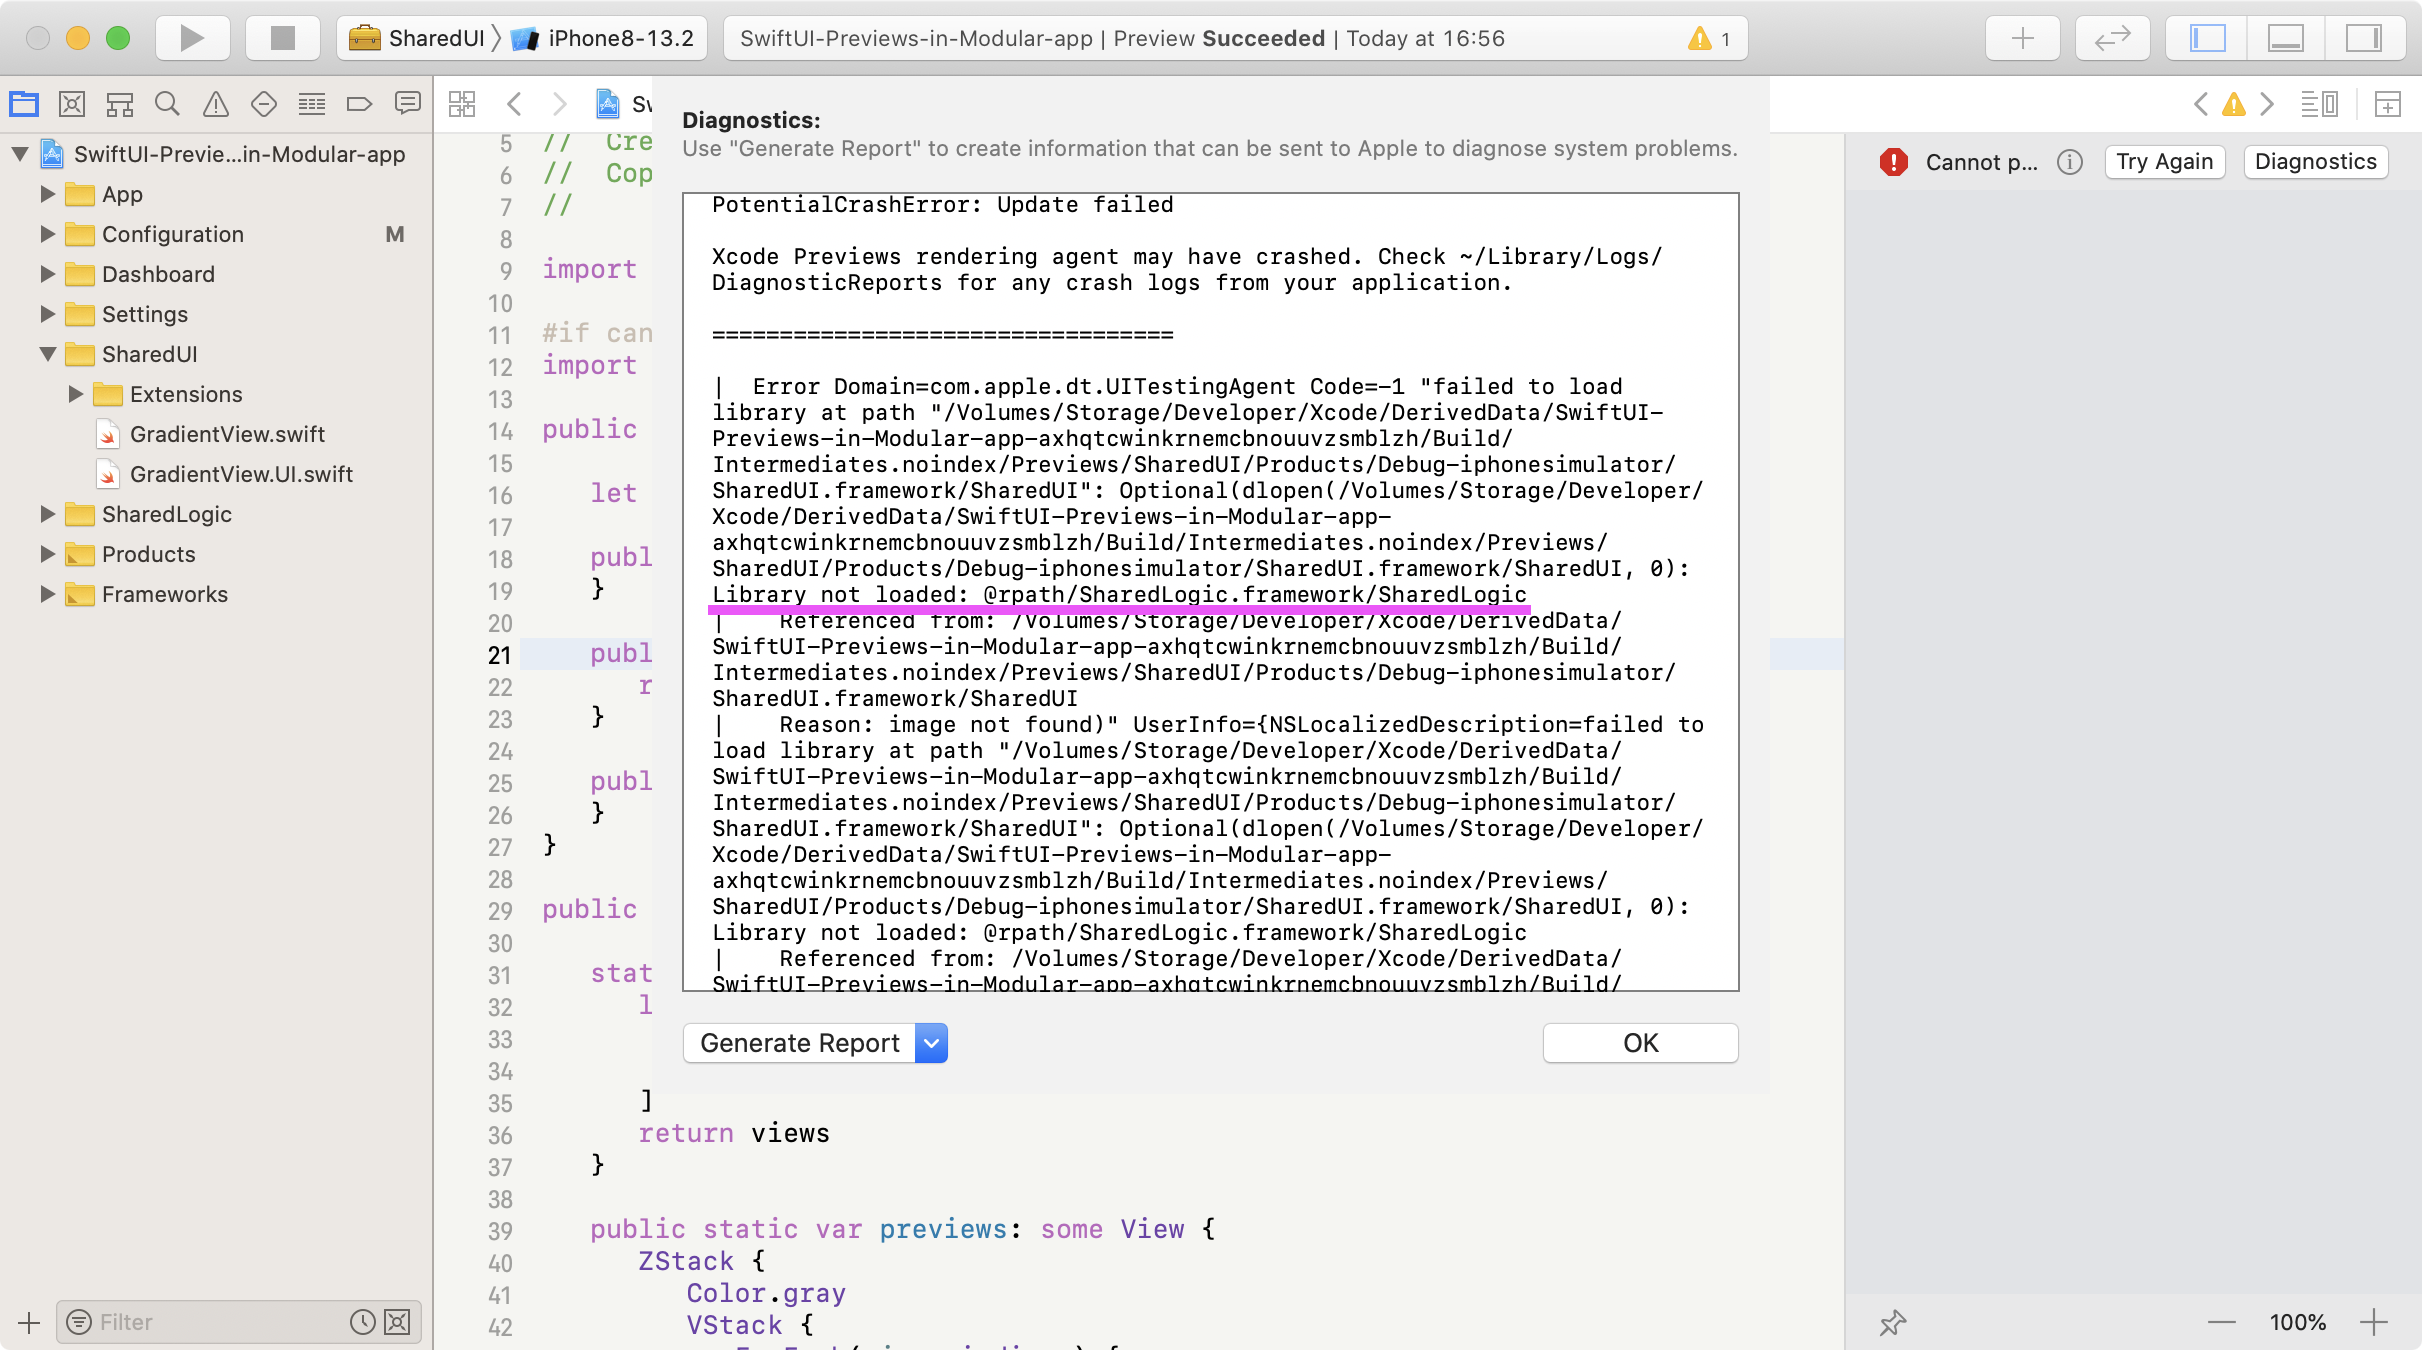 SharedUI
iPhone8-13.2
SwiftUI-Previews-in-Modular-app | Preview Succeeded | Today at 16:56
1
SwiftUI-Previe...in-Modular-app
App
Configuration
M
Dashboard
Settings
SharedUI
Extensions
GradientView.swift
GradientView.UI.swift
SharedLogic
Products
Frameworks
Filter
5 // Cre
6 // Cop
7 //
8
9 import
10
11 #if can
12 import
13
14 public
15
16 let
17
18 publ
19 }
20
21 publ
22 r
23 }
24
25 publ
26 }
27 }
28
29 public
30
31 stat
32 l
33
34
35 ]
36 return views
37 }
38
39 public static var previews: some View {
40 ZStack {
41 Color.gray
42 VStack {
Diagnostics:
Use "Generate Report" to create information that can be sent to Apple to diagnose system problems.
PotentialCrashError: Update failed
Xcode Previews rendering agent may have crashed. Check ~/Library/Logs/
DiagnosticReports for any crash logs from your application.
==================================
| Error Domain=com.apple.dt.UITestingAgent Code=-1 "failed to load
library at path "/Volumes/Storage/Developer/Xcode/DerivedData/SwiftUI-
Previews-in-Modular-app-axhqtcwinkrnemcbnouuvzsmblzh/Build/
Intermediates.noindex/Previews/SharedUI/Products/Debug-iphonesimulator/
SharedUI.framework/SharedUI": Optional(dlopen(/Volumes/Storage/Developer/
Xcode/DerivedData/SwiftUI-Previews-in-Modular-app-
axhqtcwinkrnemcbnouuvzsmblzh/Build/Intermediates.noindex/Previews/
SharedUI/Products/Debug-iphonesimulator/SharedUI.framework/SharedUI, 0):
Library not loaded: @rpath/SharedLogic.framework/SharedLogic
| Referenced from: /Volumes/Storage/Developer/Xcode/DerivedData/
SwiftUI-Previews-in-Modular-app-axhqtcwinkrnemcbnouuvzsmblzh/Build/
Intermediates.noindex/Previews/SharedUI/Products/Debug-iphonesimulator/
SharedUI.framework/SharedUI
| Reason: image not found)" UserInfo={NSLocalizedDescription=failed to
load library at path "/Volumes/Storage/Developer/Xcode/DerivedData/
SwiftUI-Previews-in-Modular-app-axhqtcwinkrnemcbnouuvzsmblzh/Build/
Intermediates.noindex/Previews/SharedUI/Products/Debug-iphonesimulator/
SharedUI.framework/SharedUI": Optional(dlopen(/Volumes/Storage/Developer/
Xcode/DerivedData/SwiftUI-Previews-in-Modular-app-
axhqtcwinkrnemcbnouuvzsmblzh/Build/Intermediates.noindex/Previews/
SharedUI/Products/Debug-iphonesimulator/SharedUI.framework/SharedUI, 0):
Library not loaded: @rpath/SharedLogic.framework/SharedLogic
| Referenced from: /Volumes/Storage/Developer/Xcode/DerivedData/
SwiftUI-Previews-in-Modular-app-axhqtcwinkrnemcbnouuvzsmblzh/Build/
Generate Report
OK
Cannot p...
Try Again
Diagnostics
100%